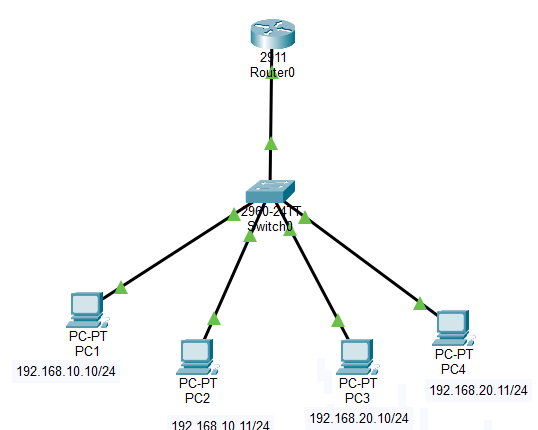 2911
Router0
2960-24TT
Switch0
PC-PT
PC1
192.168.10.10/24
PC-PT
PC2
192.168.10.11/24
PC-PT
PC3
192.168.20.10/24
PC-PT
PC4
192.168.20.11/24